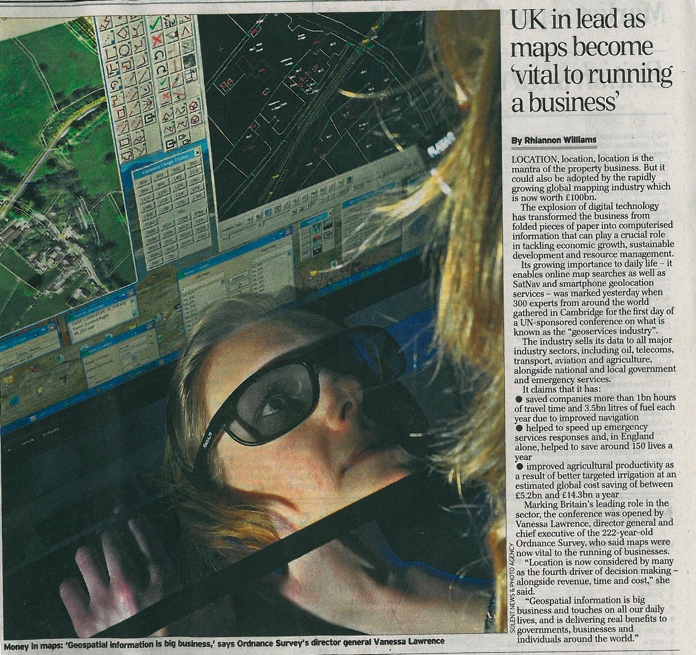 UK in lead as
maps become
‘vital to running
a business’
By Rhiannon Williams
LOCATION, location, location is the
mantra of the property business. But it
could also be adopted by the rapidly
growing global mapping industry which
is now worth £100bn.
The explosion of digital technology
has transformed the business from
folded pieces of paper into computerised
information that can play a crucial role
in tackling economic growth, sustainable
development and resource management.
Its growing importance to daily life – it
enables online map searches as well as
SatNav and smartphone geolocation
services – was marked yesterday when
300 experts from around the world
gathered in Cambridge for the first day of
a UN-sponsored conference on what is
known as the “geoservices industry”.
The industry sells its data to all major
industry sectors, including oil, telecoms,
transport, aviation and agriculture,
alongside national and local government
and emergency services.
It claims that it has:
● saved companies more than 1bn hours
of travel time and 3.5bn litres of fuel each
year due to improved navigation
● helped to speed up emergency
services responses and, in England
alone, helped to save around 150 lives a
year
● improved agricultural productivity as
a result of better targeted irrigation at an
estimated global cost saving of between
£5.2bn and £14.3bn a year
Marking Britain’s leading role in the
sector, the conference was opened by
Vanessa Lawrence, director general and
chief executive of the 222-year-old
Ordnance Survey, who said maps were
now vital to the running of businesses.
“Location is now considered by many
as the fourth driver of decision making –
alongside revenue, time and cost,” she
said.
“Geospatial information is big
business and touches on all our daily
lives, and is delivering real benefits to
governments, businesses and
individuals around the world.”
SOLENT NEWS & PHOTO AGENCY
Money in maps: ‘Geospatial information is big business,’ says Ordnance Survey’s director general Vanessa Lawrence